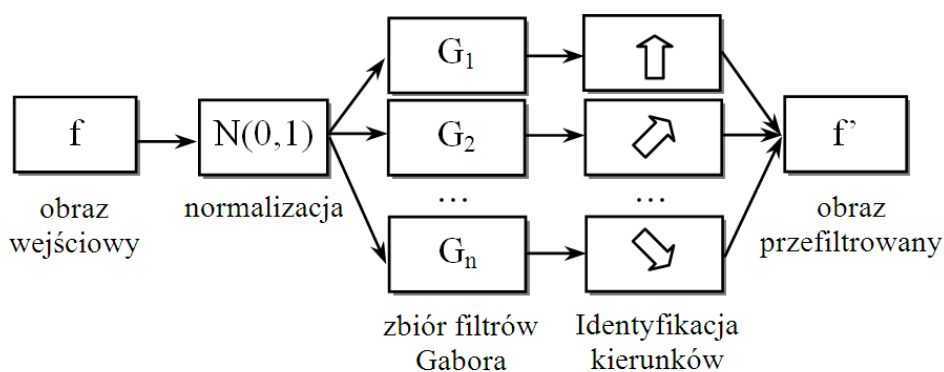 f
obraz
wejściowy
N(0,1)
normalizacja
G₁
G₂
...
Gₙ
zbiór filtrów
Gabora
...
Identyfikacja
kierunków
f’
obraz
przefiltrowany